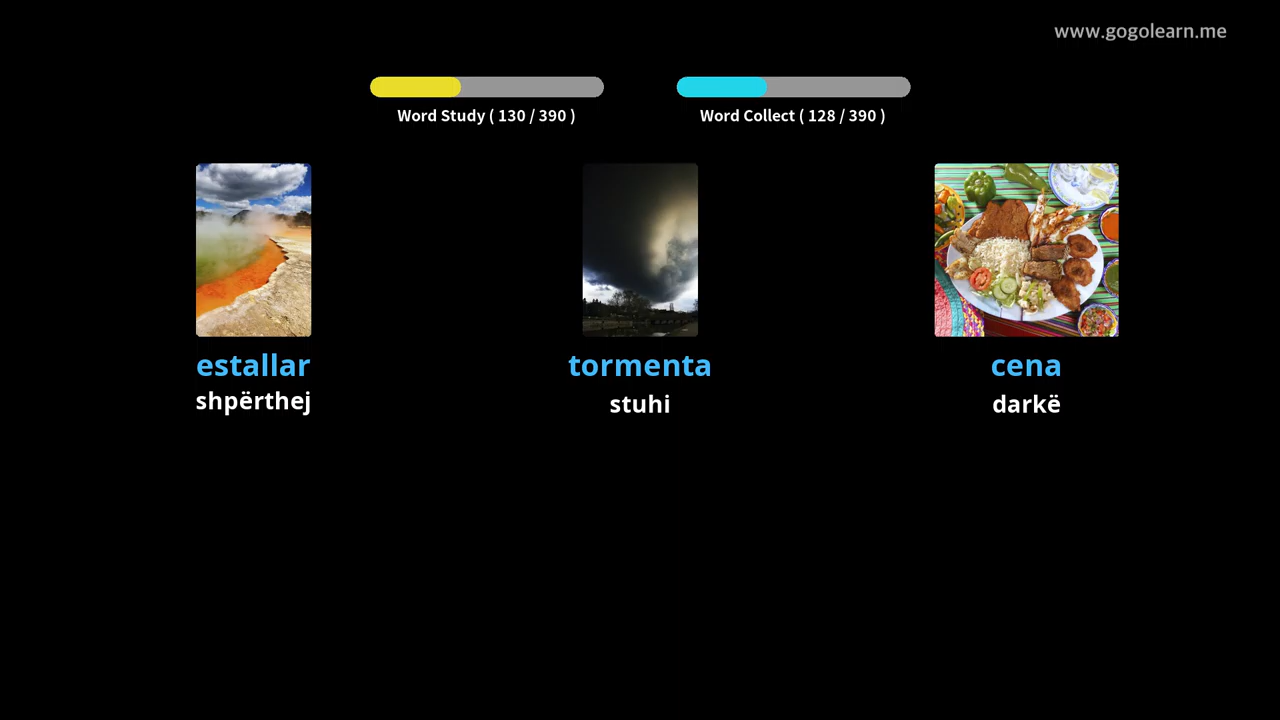 www.gogolearn.me
Word Study ( 130 / 390 )
Word Collect ( 128 / 390 )
estallar
shpërthej
tormenta
stuhi
cena
darkë